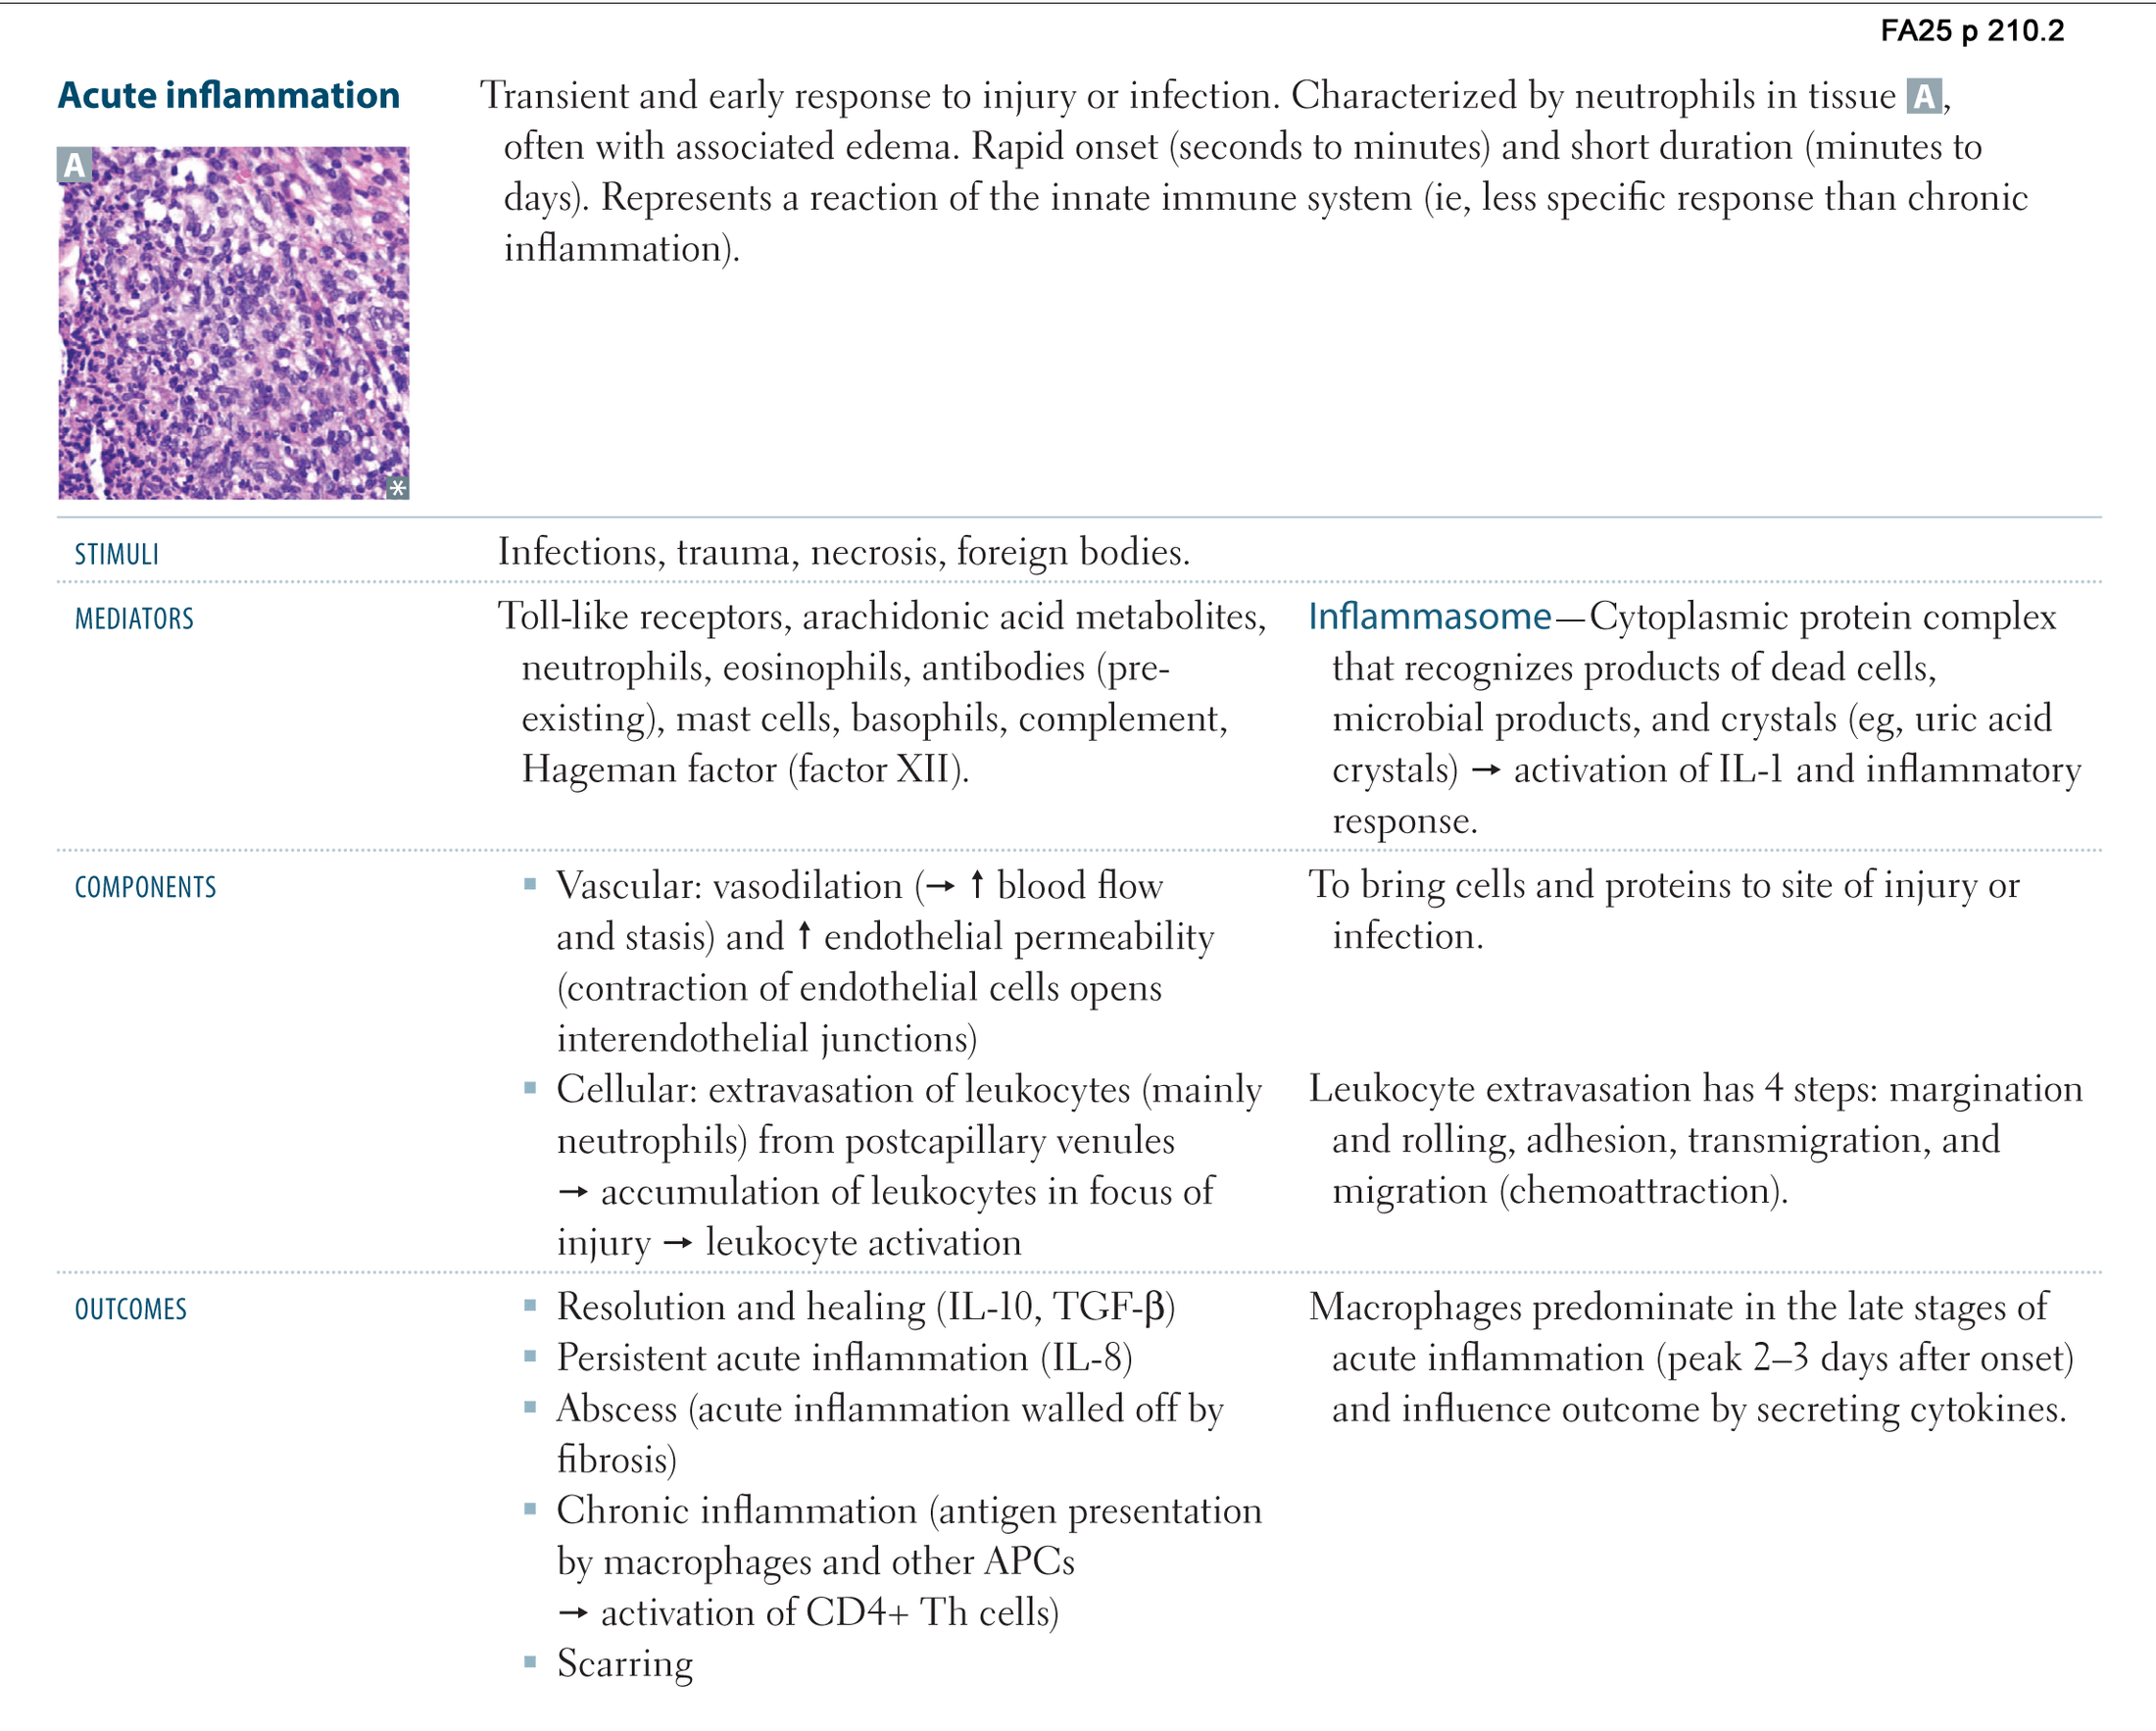 FA25 p 210.2
Acute inflammation
Transient and early response to injury or infection. Characterized by neutrophils in tissue A,
often with associated edema. Rapid onset (seconds to minutes) and short duration (minutes to
days). Represents a reaction of the innate immune system (ie, less specific response than chronic
inflammation).
A
*
STIMULI
Infections, trauma, necrosis, foreign bodies.
MEDIATORS
Toll-like receptors, arachidonic acid metabolites,
neutrophils, eosinophils, antibodies (pre-
existing), mast cells, basophils, complement,
Hageman factor (factor XII).
Inflammasome—Cytoplasmic protein complex
that recognizes products of dead cells,
microbial products, and crystals (eg, uric acid
crystals) → activation of IL-1 and inflammatory
response.
COMPONENTS
▪ Vascular: vasodilation (→ ↑ blood flow
and stasis) and ↑ endothelial permeability
(contraction of endothelial cells opens
interendothelial junctions)
To bring cells and proteins to site of injury or
infection.
▪ Cellular: extravasation of leukocytes (mainly
neutrophils) from postcapillary venules
→ accumulation of leukocytes in focus of
injury → leukocyte activation
Leukocyte extravasation has 4 steps: margination
and rolling, adhesion, transmigration, and
migration (chemoattraction).
OUTCOMES
▪ Resolution and healing (IL-10, TGF-β)
▪ Persistent acute inflammation (IL-8)
▪ Abscess (acute inflammation walled off by
fibrosis)
▪ Chronic inflammation (antigen presentation
by macrophages and other APCs
→ activation of CD4+ Th cells)
▪ Scarring
Macrophages predominate in the late stages of
acute inflammation (peak 2–3 days after onset)
and influence outcome by secreting cytokines.